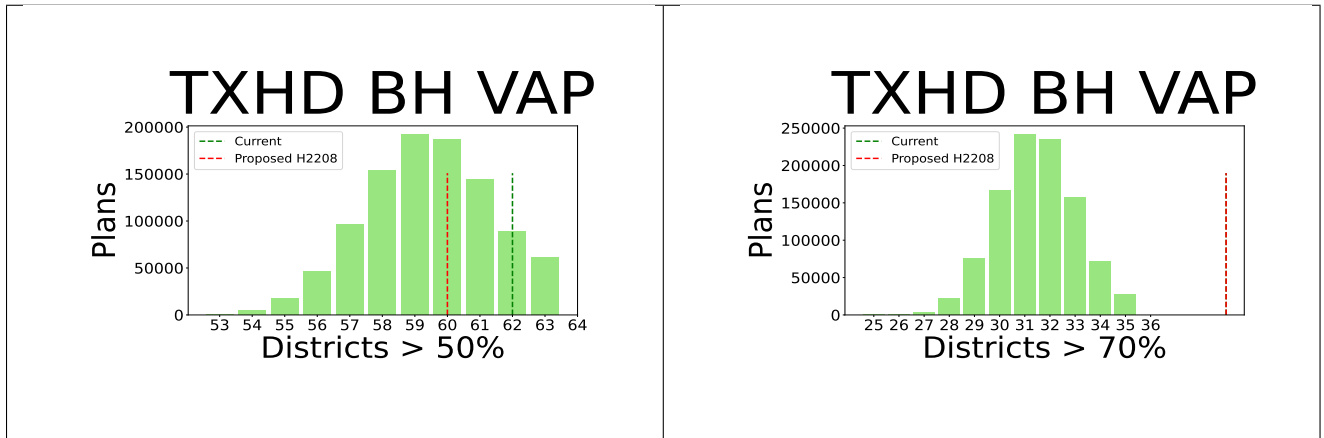 TXHD BH VAP
200000
150000
100000
50000
0
Plans
Current
Proposed H2208
53 54 55 56 57 58 59 60 61 62 63 64
Districts > 50%
TXHD BH VAP
250000
200000
150000
100000
50000
0
Plans
Current
Proposed H2208
25 26 27 28 29 30 31 32 33 34 35 36
Districts > 70%